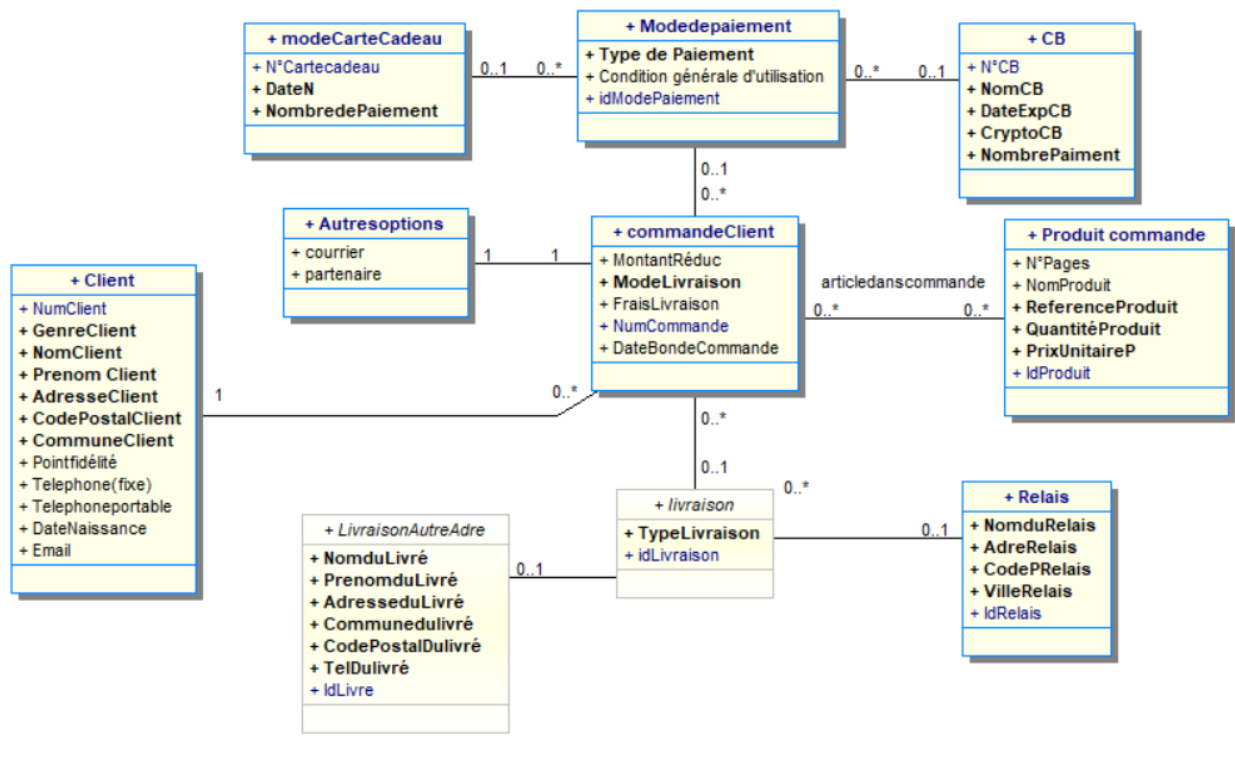 + modeCarteCadeau
+ N°Cartecadeau
+ DateN
+ NombredePaiement
0..1
0..*
+ Modedepaiement
+ Type de Paiement
+ Condition générale d'utilisation
+ idModePaiement
0..*
0..1
+ CB
+ N°CB
+ NomCB
+ DateExpCB
+ CryptoCB
+ NombrePaiment
0..1
0..*
+ Autresoptions
+ courrier
+ partenaire
1
1
+ commandeClient
+ MontantRéduc
+ ModeLivraison
+ FraisLivraison
+ NumCommande
+ DateBondeCommande
articledanscommande
0..*
0..*
+ Produit commande
+ N°Pages
+ NomProduit
+ ReferenceProduit
+ QuantitéProduit
+ PrixUnitaireP
+ IdProduit
+ Client
+ NumClient
+ GenreClient
+ NomClient
+ Prenom Client
+ AdresseClient
+ CodePostalClient
+ CommuneClient
+ Pointfidélité
+ Telephone(fixe)
+ Telephoneportable
+ DateNaissance
+ Email
1
0..*
0..*
0..1
+ livraison
+ TypeLivraison
+ idLivraison
0..*
0..1
+ Relais
+ NomduRelais
+ AdreRelais
+ CodePRelais
+ VilleRelais
+ IdRelais
+ LivraisonAutreAdre
+ NomduLivré
+ PrenomduLivré
+ AdresseduLivré
+ Communedulivré
+ CodePostalDulivré
+ TelDulivré
+ IdLivre
0..1